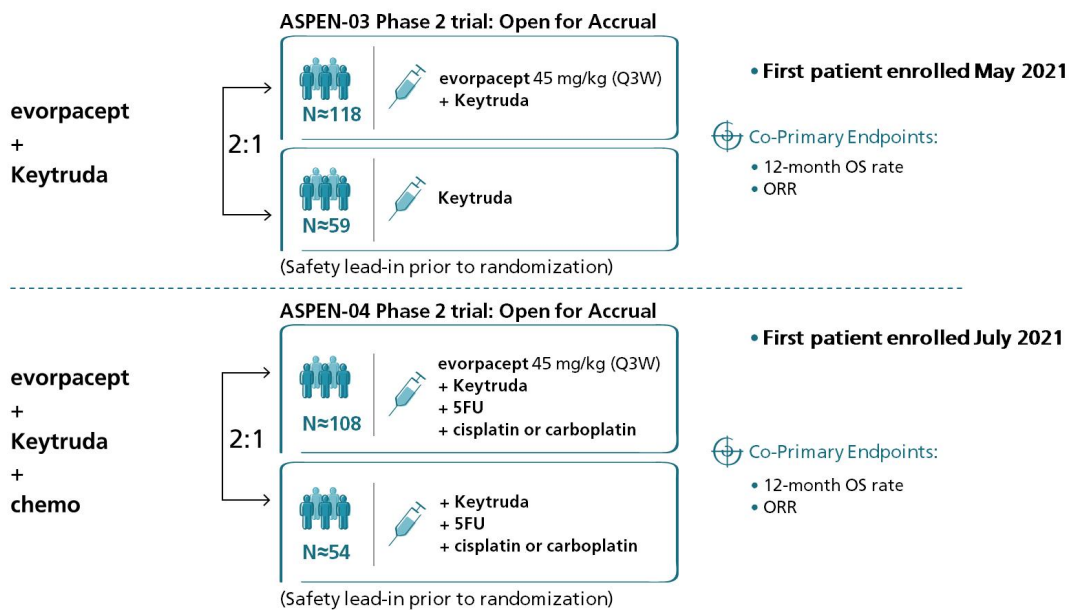 ASPEN-03 Phase 2 trial: Open for Accrual
evorpacept
+
Keytruda
2:1
N≈118
evorpacept 45 mg/kg (Q3W)
+ Keytruda
N≈59
Keytruda
(Safety lead-in prior to randomization)
• First patient enrolled May 2021
Co-Primary Endpoints:
• 12-month OS rate
• ORR
ASPEN-04 Phase 2 trial: Open for Accrual
evorpacept
+
Keytruda
+
chemo
2:1
N≈108
evorpacept 45 mg/kg (Q3W)
+ Keytruda
+ 5FU
+ cisplatin or carboplatin
N≈54
+ Keytruda
+ 5FU
+ cisplatin or carboplatin
(Safety lead-in prior to randomization)
• First patient enrolled July 2021
Co-Primary Endpoints:
• 12-month OS rate
• ORR